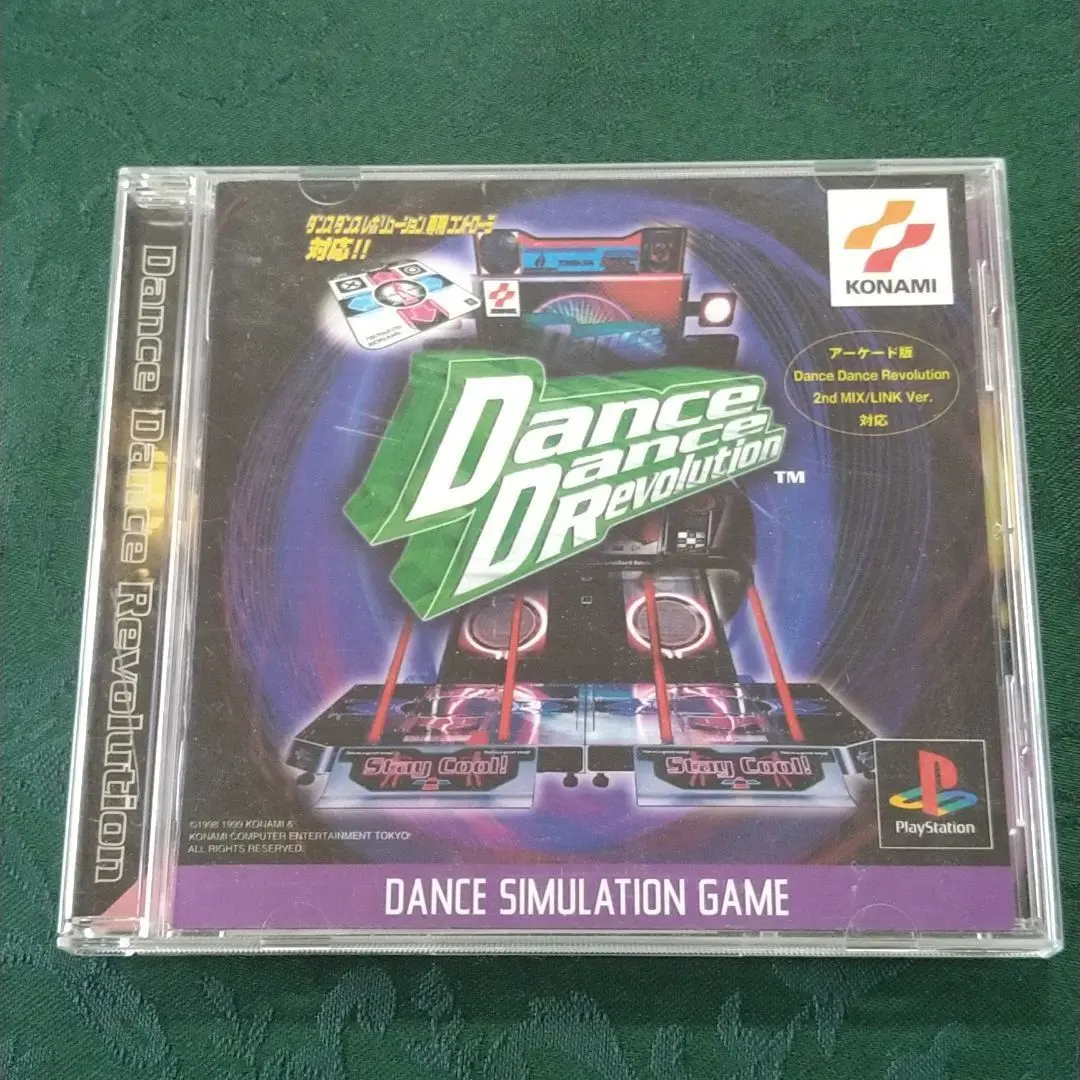 Dance Dance Revolution
ダンスダンスレボリューション専用コントローラ
対応!!
KONAMI
KONAMI
アーケード版
Dance Dance Revolution
2nd MIX/LINK Ver.
対応
Dance
Dance
Revolution
TM
Stay Cool!
Stay Cool!
©1998 1999 KONAMI &
KONAMI COMPUTER ENTERTAINMENT TOKYO
ALL RIGHTS RESERVED.
PlayStation
DANCE SIMULATION GAME